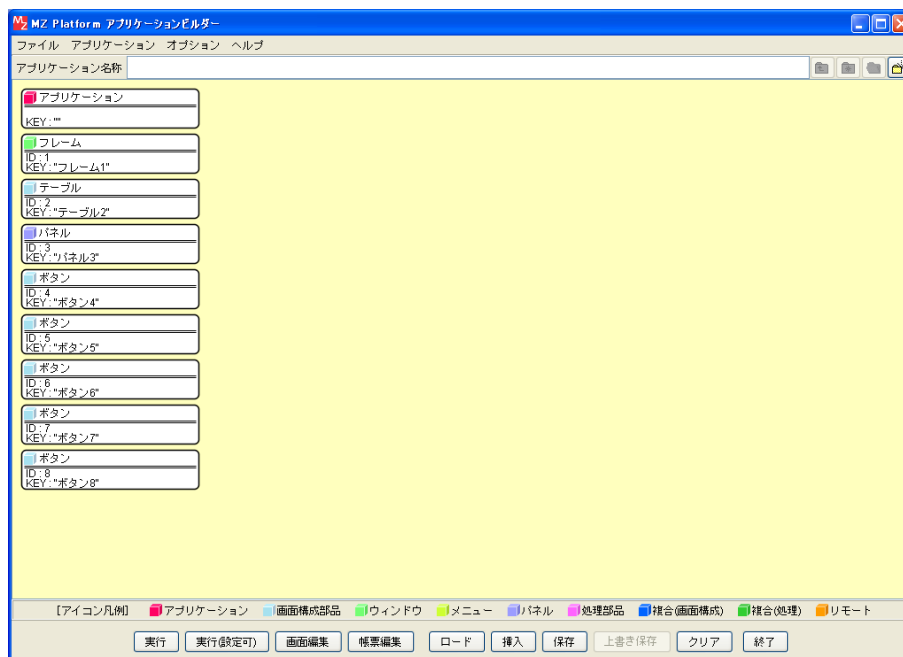 MZ Platform アプリケーションビルダー
ファイル アプリケーション オプション ヘルプ
アプリケーション名称
アプリケーション
KEY:""
フレーム
ID:1
KEY:"フレーム1"
テーブル
ID:2
KEY:"テーブル2"
パネル
ID:3
KEY:"パネル3"
ボタン
ID:4
KEY:"ボタン4"
ボタン
ID:5
KEY:"ボタン5"
ボタン
ID:6
KEY:"ボタン6"
ボタン
ID:7
KEY:"ボタン7"
ボタン
ID:8
KEY:"ボタン8"
[アイコン凡例] アプリケーション 画面構成部品 ウィンドウ メニュー パネル 処理部品 複合(画面構成) 複合(処理) リモート
実行 実行(設定可) 画面編集 帳票編集 ロード 挿入 保存 上書き保存 クリア 終了